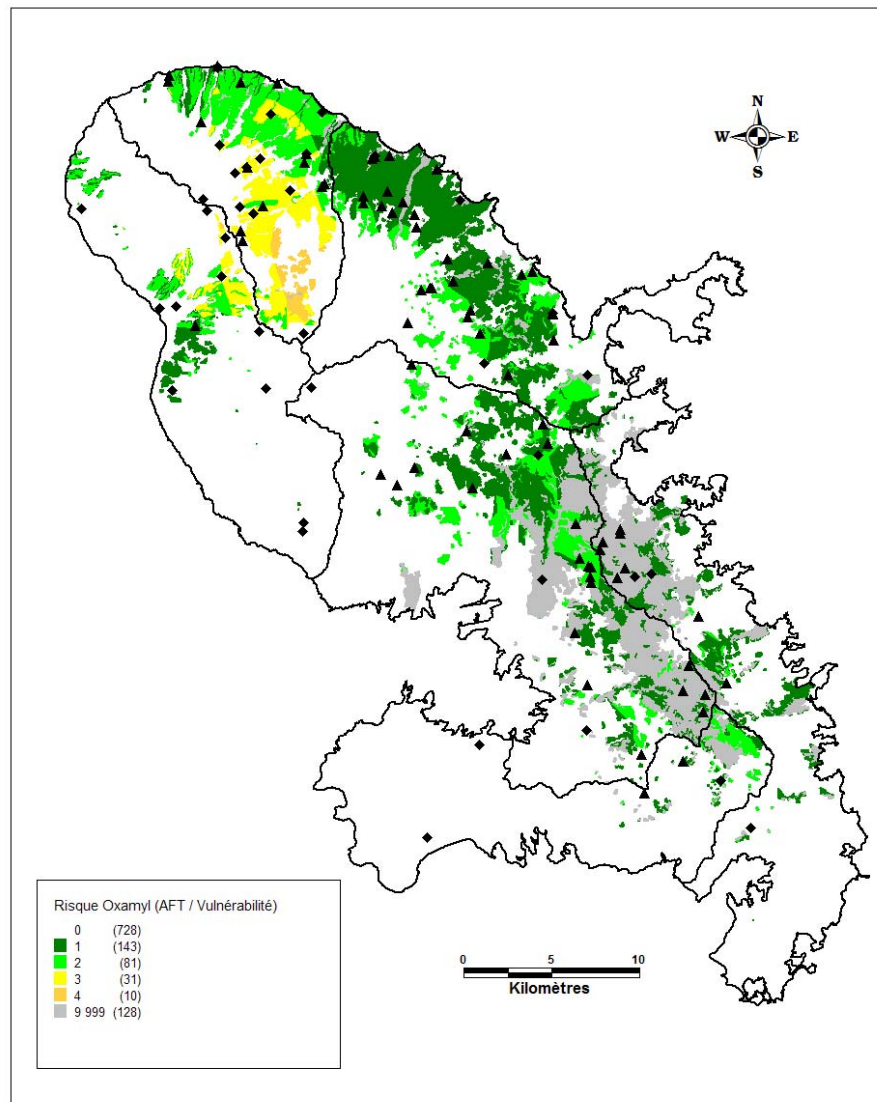 N
W E
S
Risque Oxamyl (AFT / Vulnérabilité)
0 (728)
1 (143)
2 (81)
3 (31)
4 (10)
9 999 (128)
0 5 10
Kilomètres